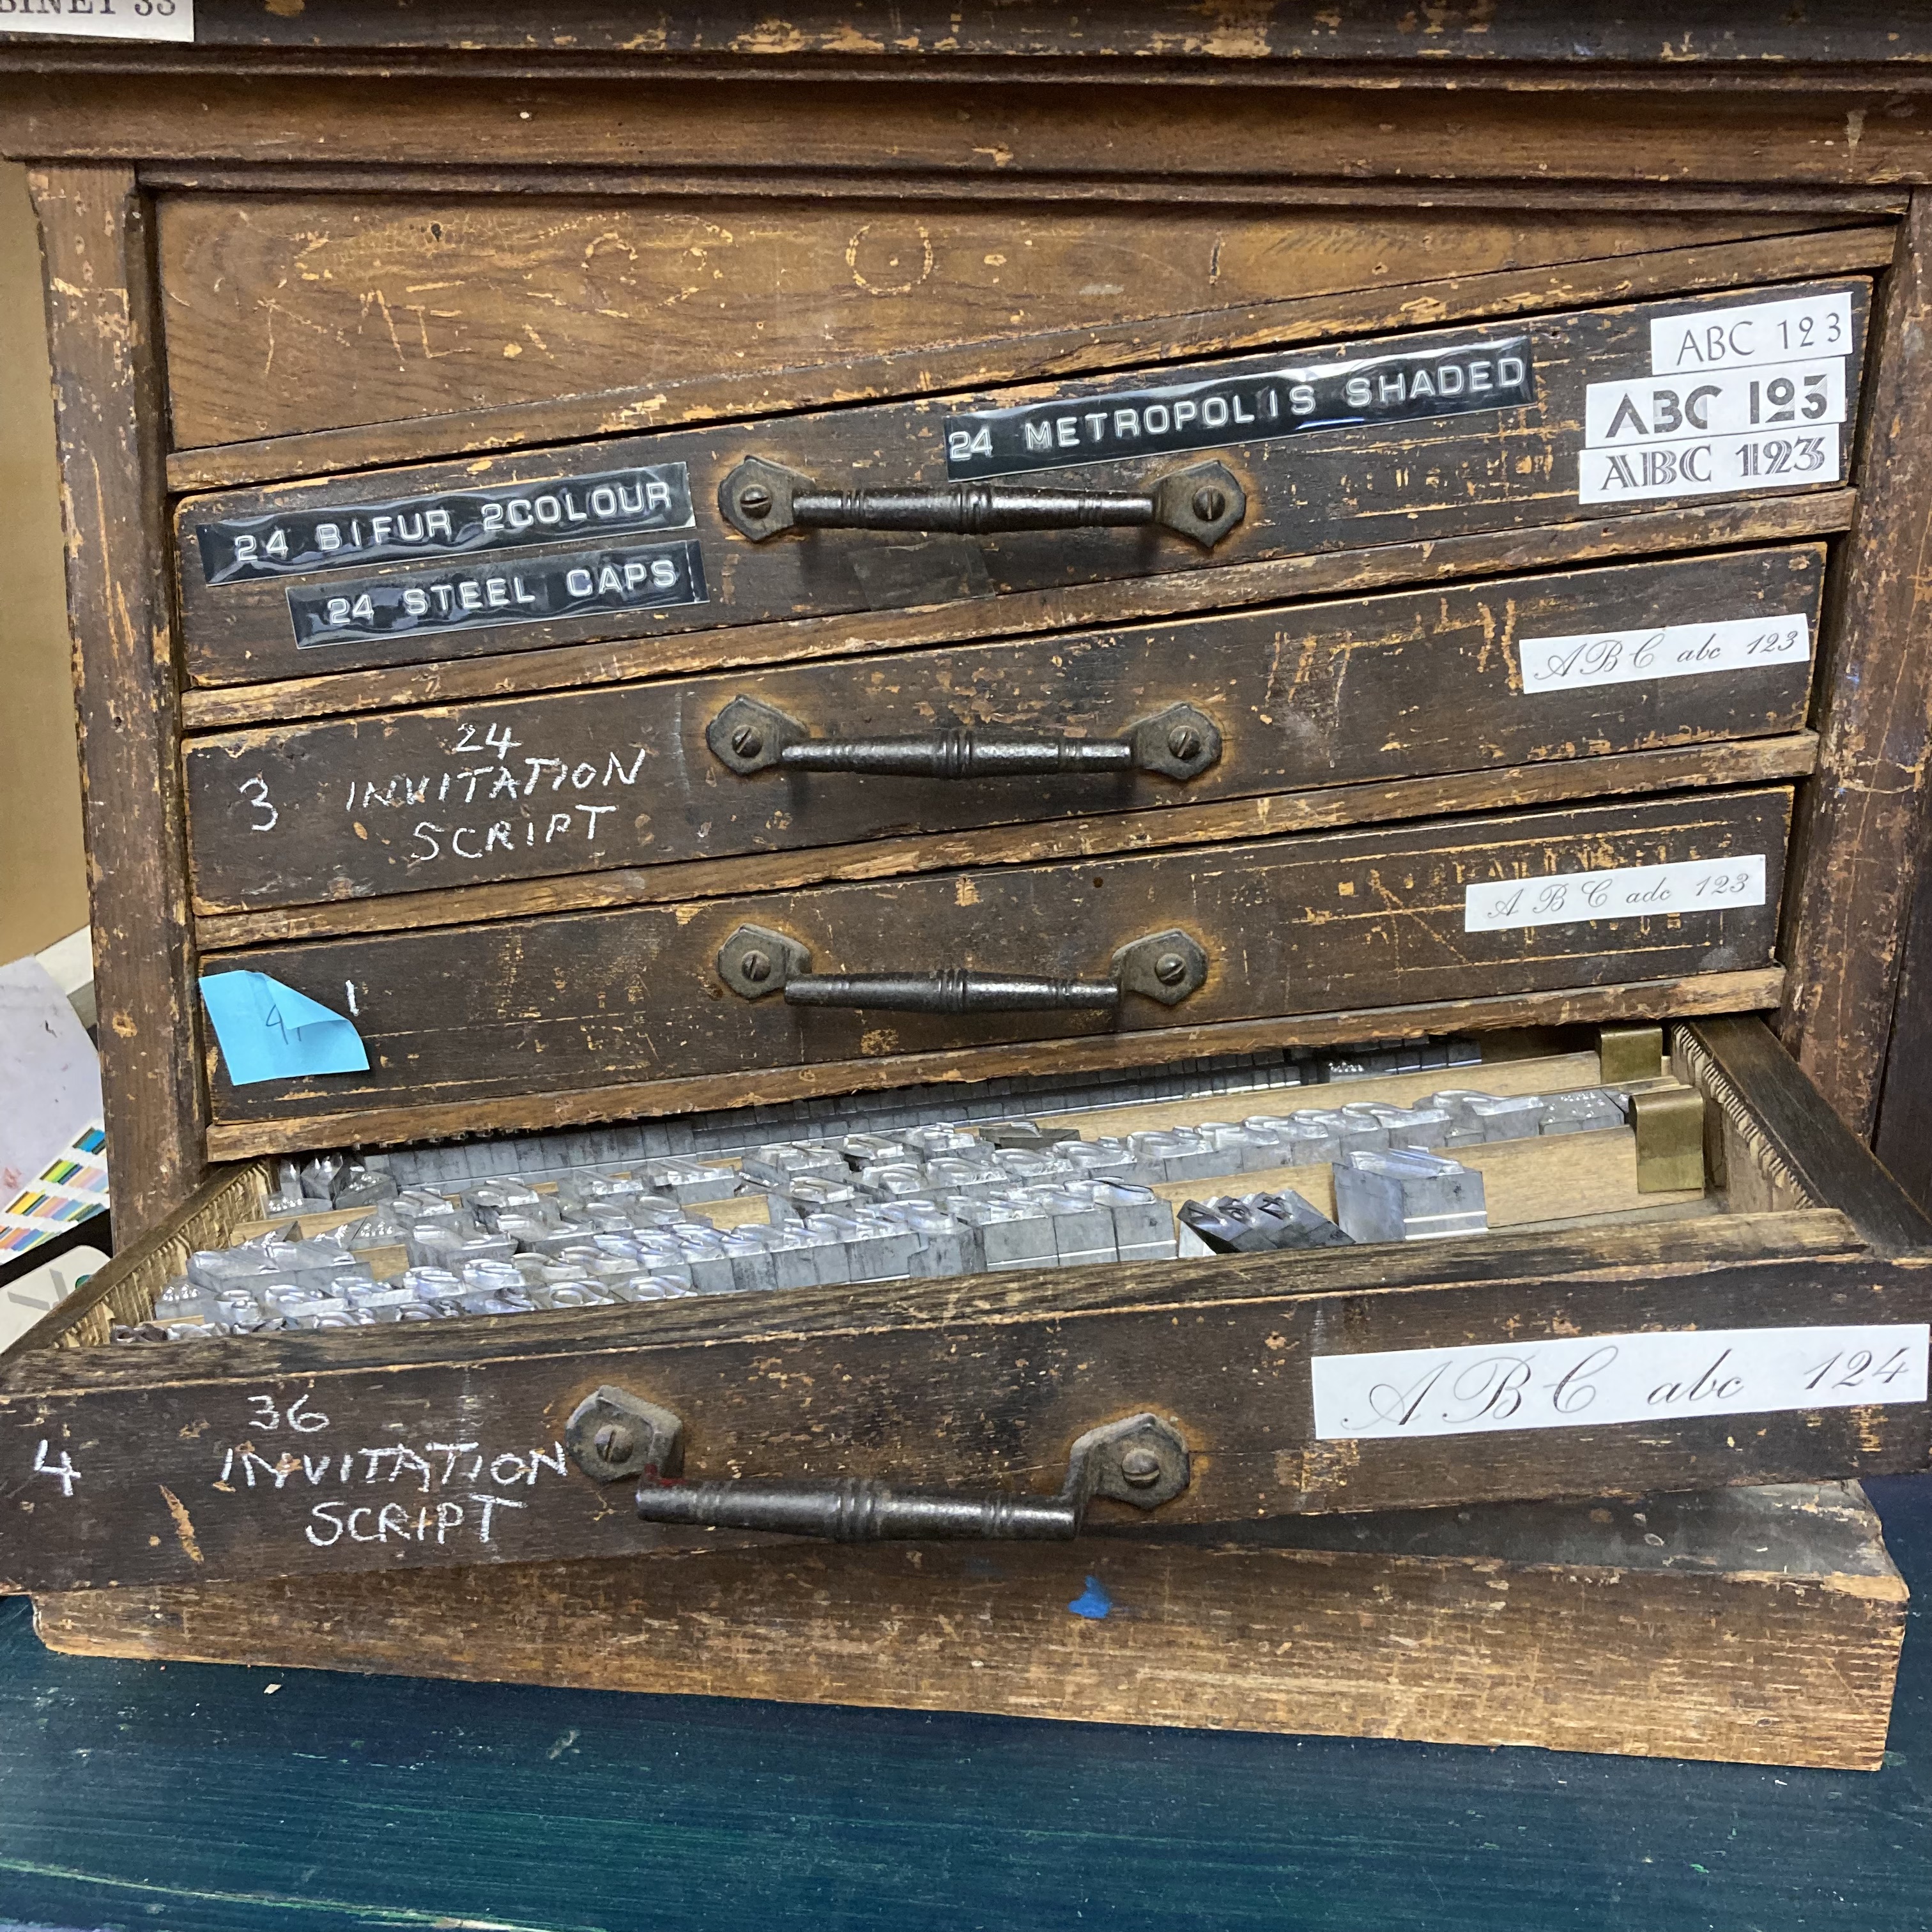 24 METROPOLIS SHADED
ABC 123
ABC 123
ABC 123
24 BIFUR 2COLOUR
24 STEEL CAPS
ABC abc 123
3
24
INVITATION
SCRIPT
A B C adc 123
1
4
36
INVITATION
SCRIPT
ABC abc 124